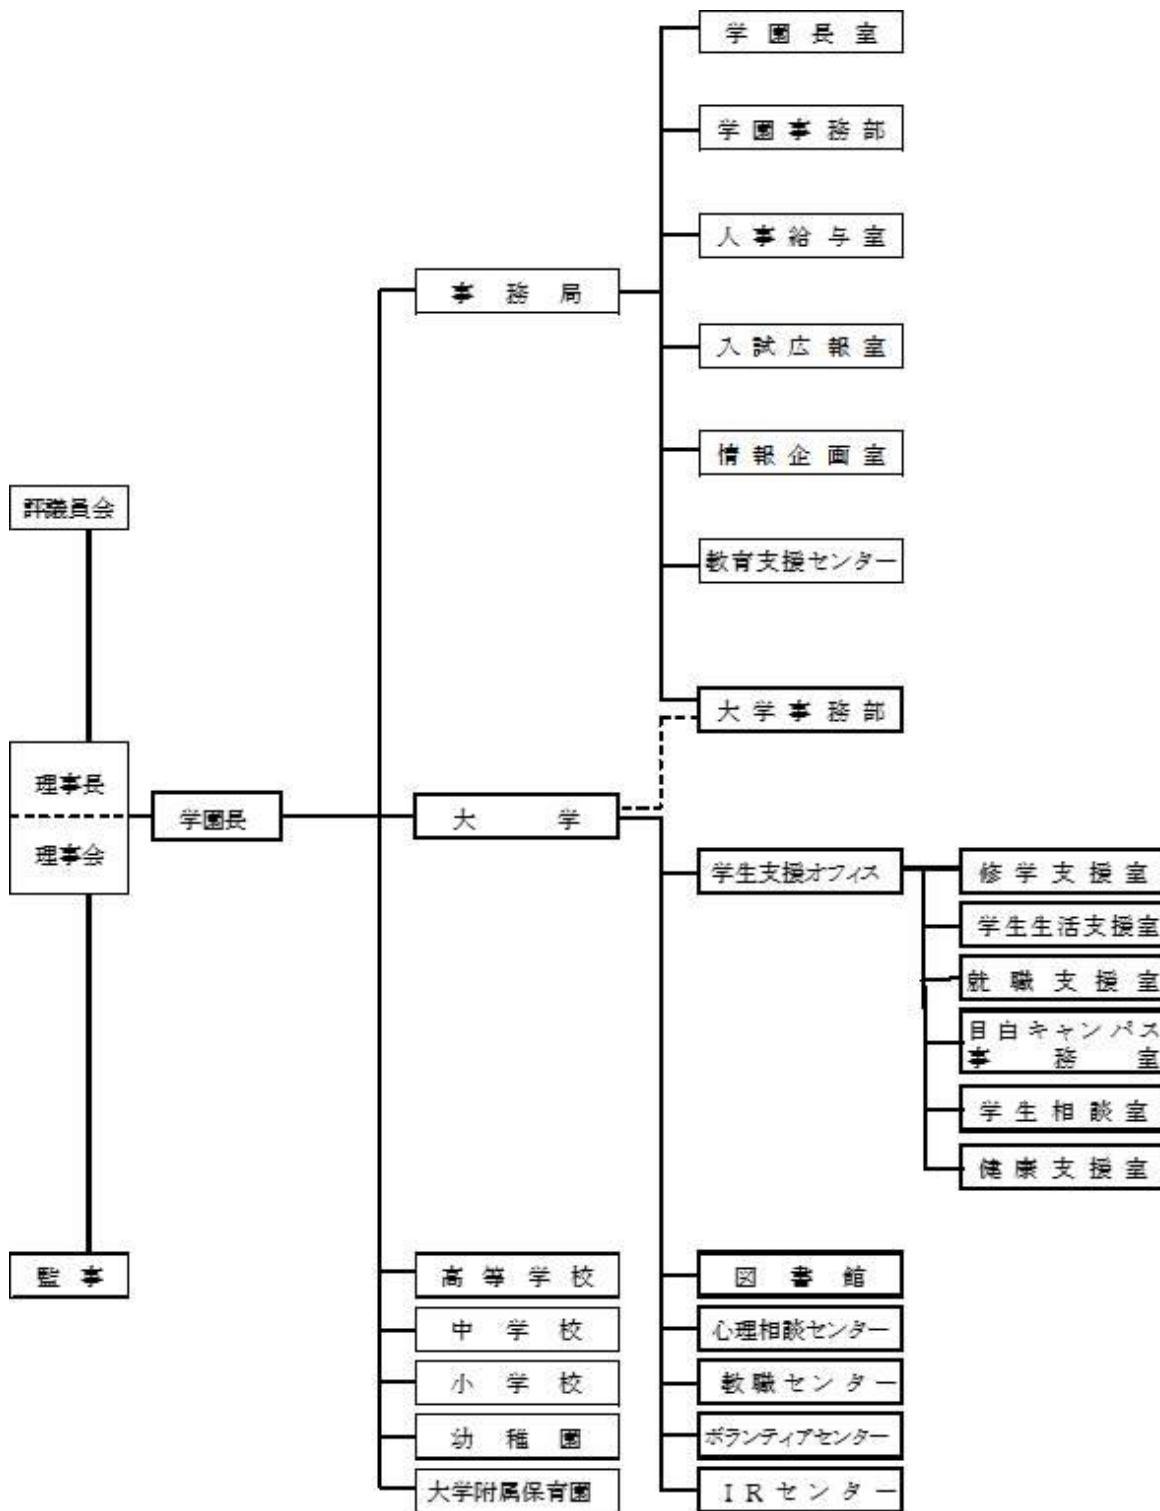 学園長室
学園事務部
人事給与室
事務局
入試広報室
情報企画室
評議員会
教育支援センター
大学事務部
理事長
学園長
大学
理事会
学生支援オフィス
修学支援室
学生生活支援室
就職支援室
目白キャンパス
事務室
学生相談室
健康支援室
監事
高等学校
図書館
中学校
心理相談センター
小学校
教職センター
幼稚園
ボランティアセンター
大学附属保育園
IRセンター